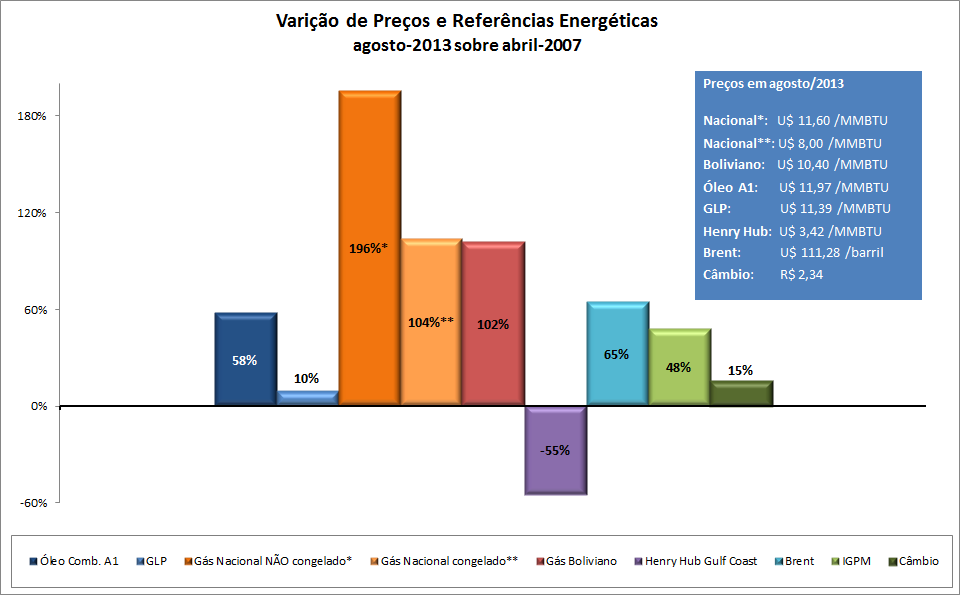 Varição de Preços e Referências Energéticas
agosto-2013 sobre abril-2007
Preços em agosto/2013
Nacional*: U$ 11,60 /MMBTU
Nacional**: U$ 8,00 /MMBTU
Boliviano: U$ 10,40 /MMBTU
Óleo A1: U$ 11,97 /MMBTU
GLP: U$ 11,39 /MMBTU
Henry Hub: U$ 3,42 /MMBTU
Brent: U$ 111,28 /barril
Câmbio: R$ 2,34
180%
120%
60%
0%
-60%
58%
10%
196%*
104%**
102%
-55%
65%
48%
15%
Óleo Comb. A1 GLP Gás Nacional NÃO congelado* Gás Nacional congelado** Gás Boliviano Henry Hub Gulf Coast Brent IGPM Câmbio